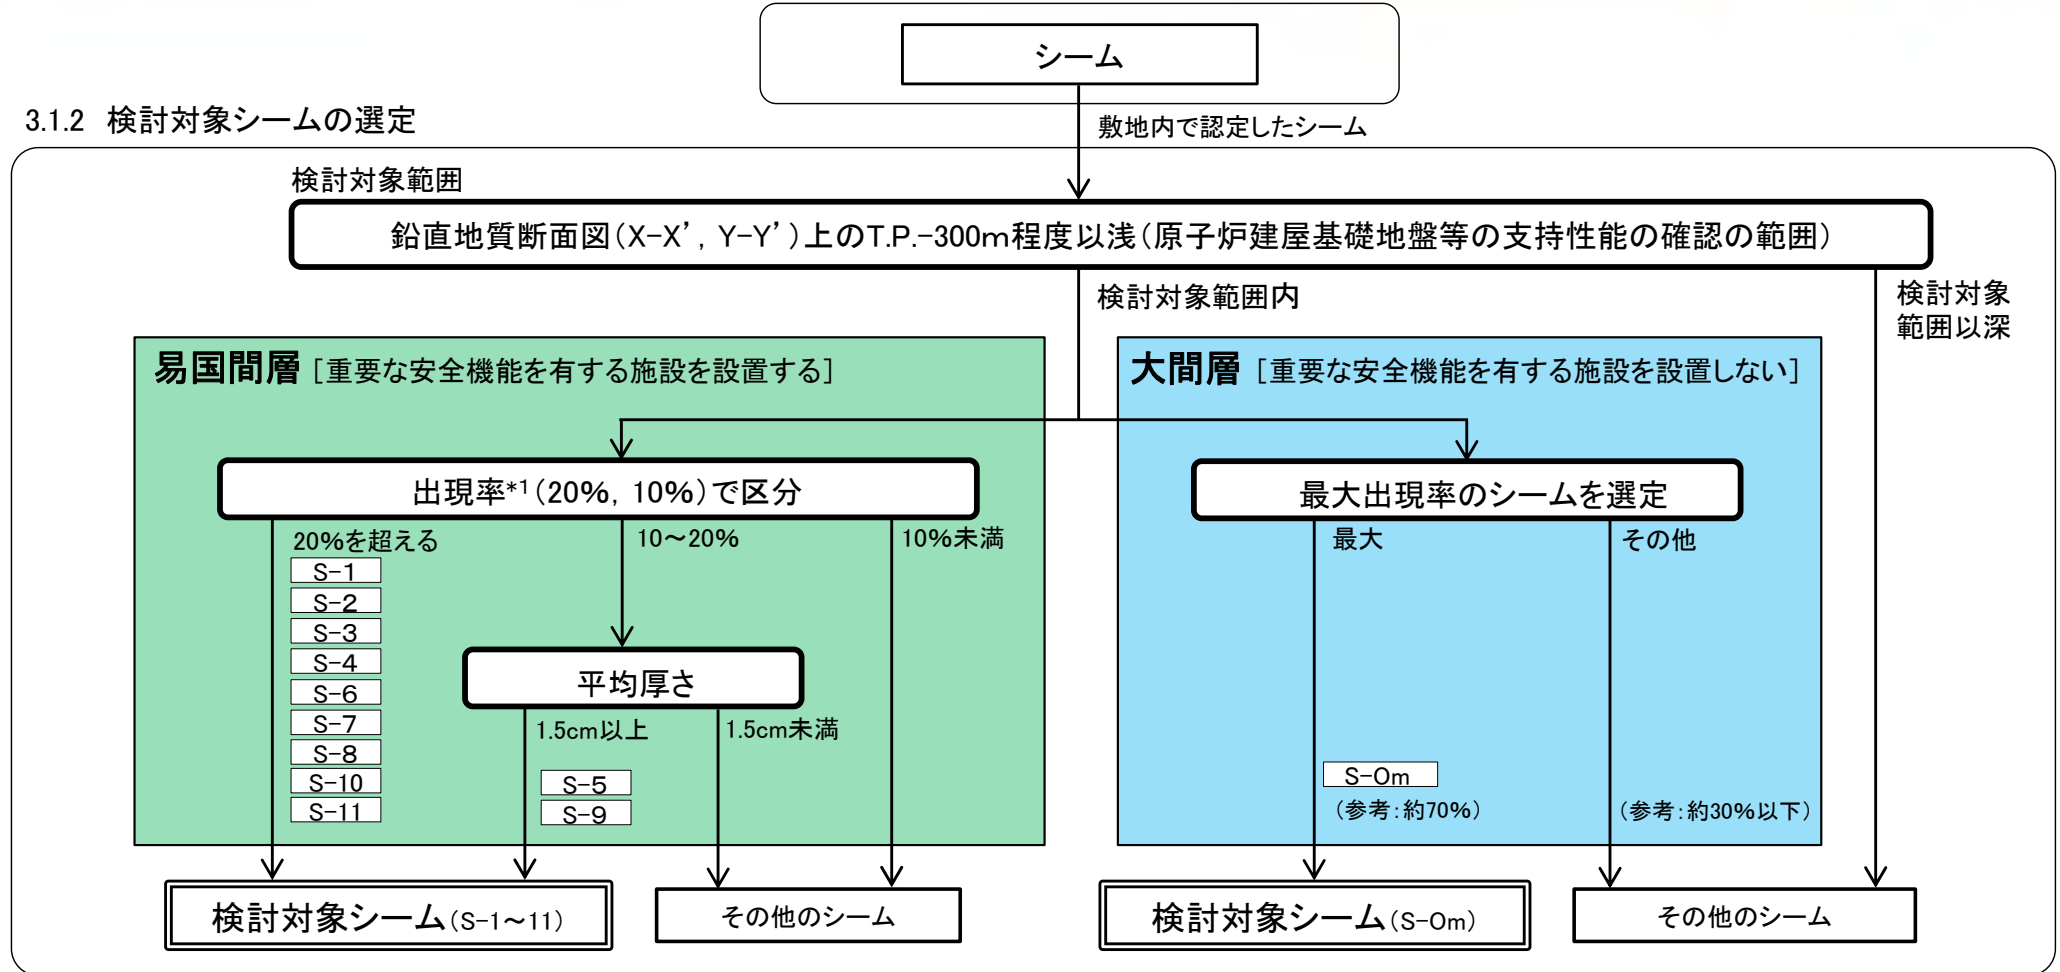 シーム
3.1.2 検討対象シームの選定
敷地内で認定したシーム
検討対象範囲
鉛直地質断面図(X-X’, Y-Y’)上のT.P.-300m程度以浅(原子炉建屋基礎地盤等の支持性能の確認の範囲)
検討対象範囲内
検討対象
範囲以深
易国間層 [重要な安全機能を有する施設を設置する]
大間層 [重要な安全機能を有する施設を設置しない]
出現率*1(20%, 10%)で区分
最大出現率のシームを選定
20%を超える
10～20%
10%未満
最大
その他
S-1
S-2
S-3
S-4
S-6
S-7
S-8
S-10
S-11
平均厚さ
1.5cm以上
1.5cm未満
S-5
S-9
S-Om
(参考:約70%)
(参考:約30%以下)
検討対象シーム(S-1～11)
その他のシーム
検討対象シーム(S-Om)
その他のシーム